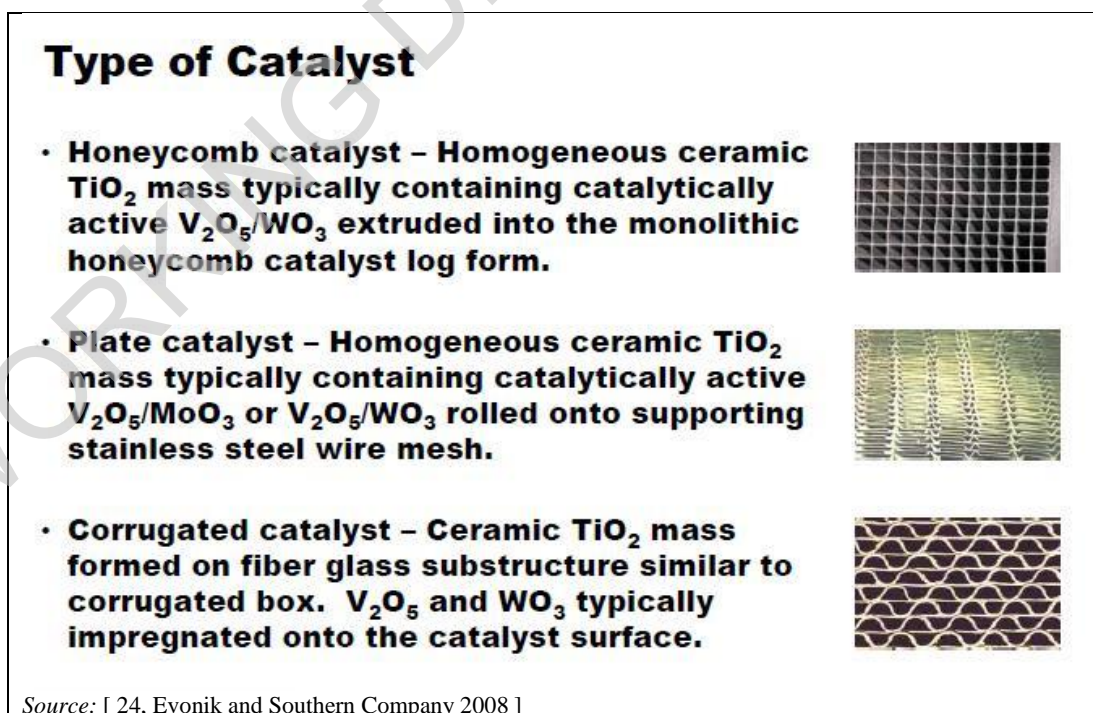 Type of Catalyst
• Honeycomb catalyst – Homogeneous ceramic
TiO₂ mass typically containing catalytically
active V₂O₅/WO₃ extruded into the monolithic
honeycomb catalyst log form.
• Plate catalyst – Homogeneous ceramic TiO₂
mass typically containing catalytically active
V₂O₅/MoO₃ or V₂O₅/WO₃ rolled onto supporting
stainless steel wire mesh.
• Corrugated catalyst – Ceramic TiO₂ mass
formed on fiber glass substructure similar to
corrugated box.  V₂O₅ and WO₃ typically
impregnated onto the catalyst surface.
Source: [ 24, Evonik and Southern Company 2008 ]
ORKING D